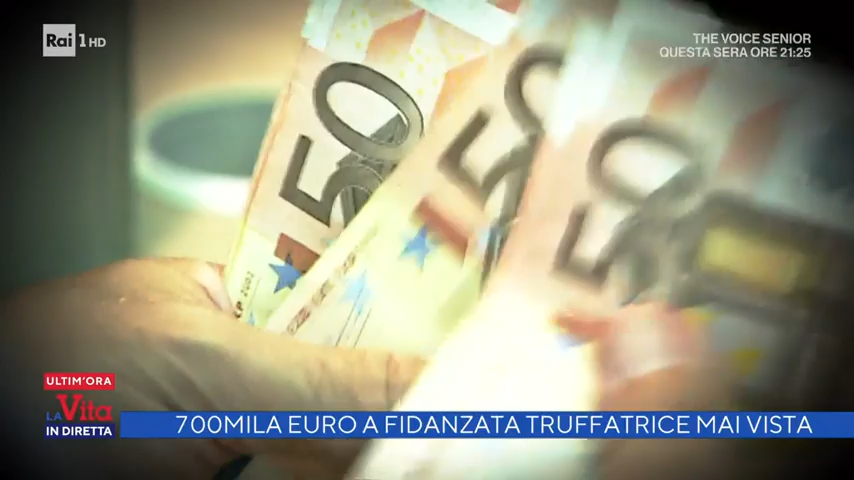 Rai 1 HD
THE VOICE SENIOR
QUESTA SERA ORE 21:25
50
50
50
2002
ULTIM'ORA
LA Vita
IN DIRETTA
700MILA EURO A FIDANZATA TRUFFATRICE MAI VISTA